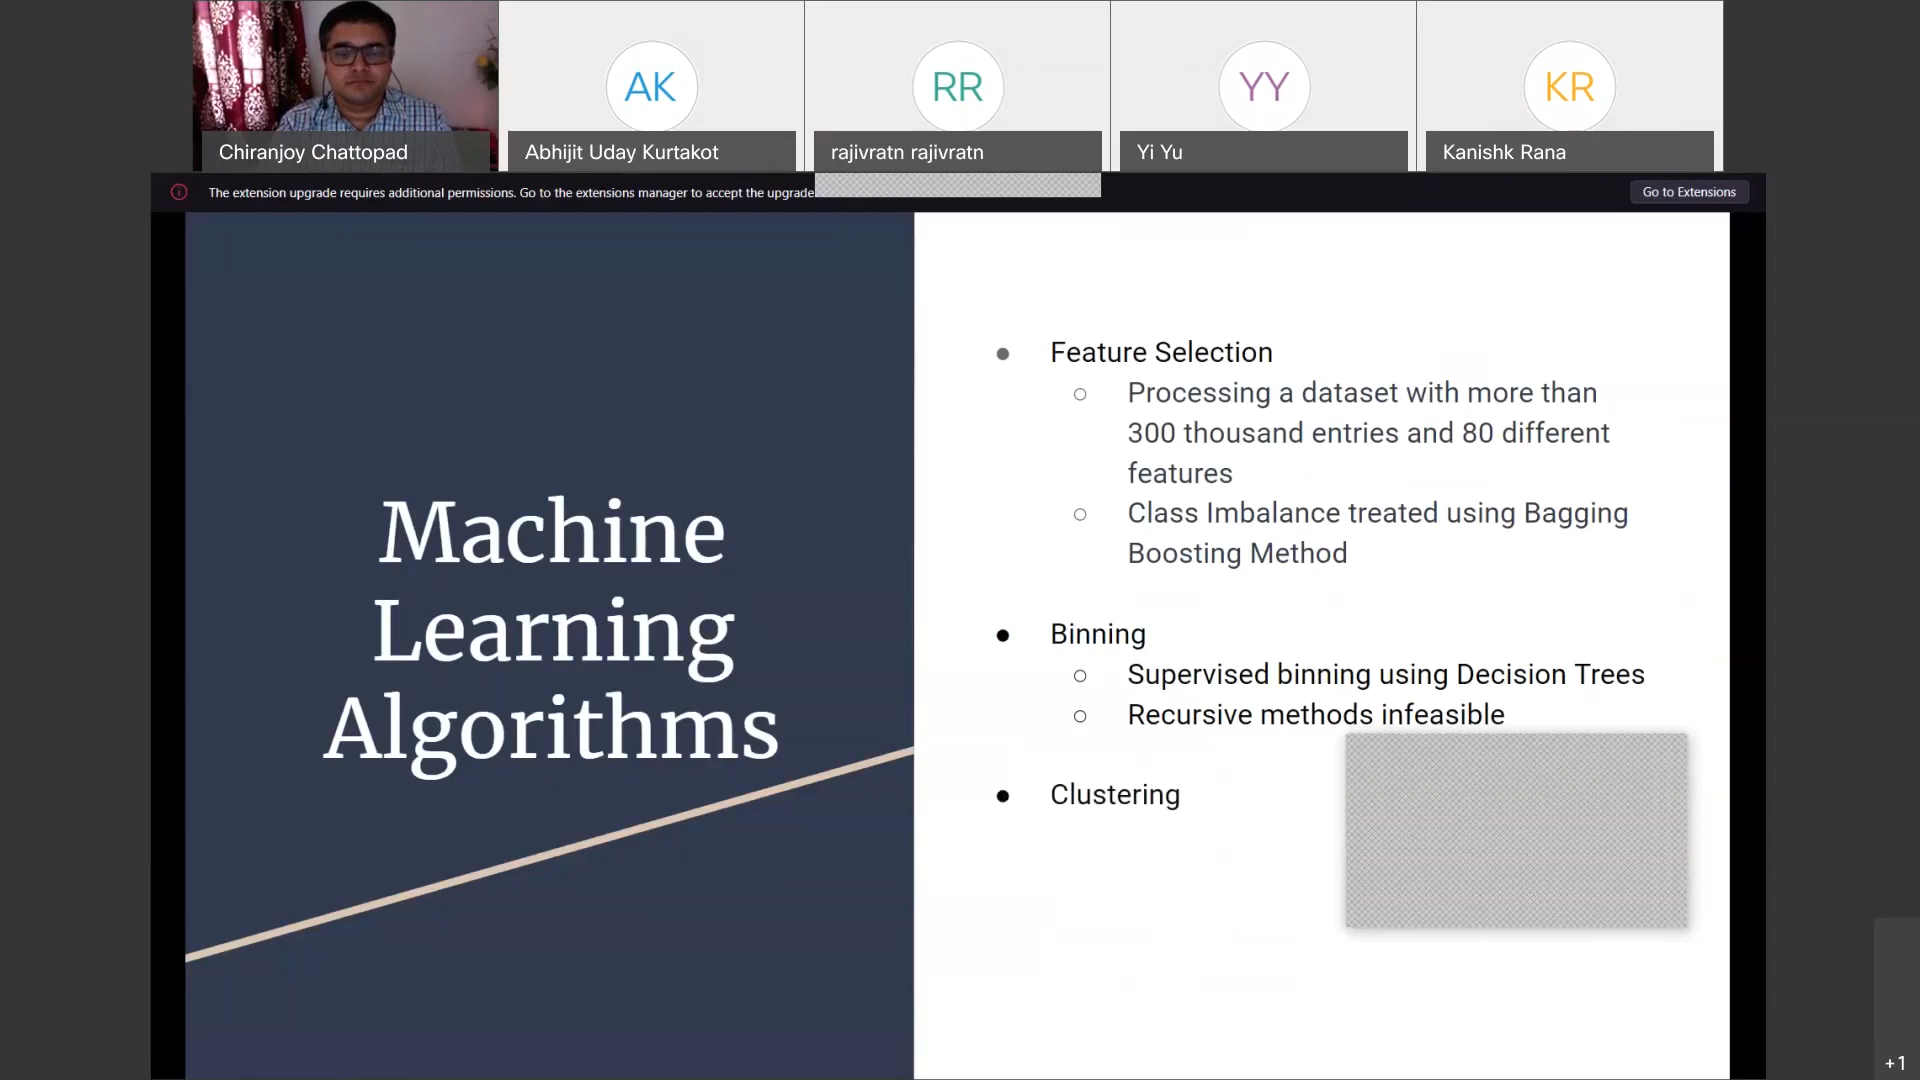 AK
RR
YY
KR
Chiranjoy Chattopad
Abhijit Uday Kurtakot
rajivratn rajivratn
Yi Yu
Kanishk Rana
The extension upgrade requires additional permissions. Go to the extensions manager to accept the upgrade
Go to Extensions
Machine
Learning
Algorithms
● Feature Selection
○ Processing a dataset with more than
300 thousand entries and 80 different
features
○ Class Imbalance treated using Bagging
Boosting Method
● Binning
○ Supervised binning using Decision Trees
○ Recursive methods infeasible
● Clustering
+1